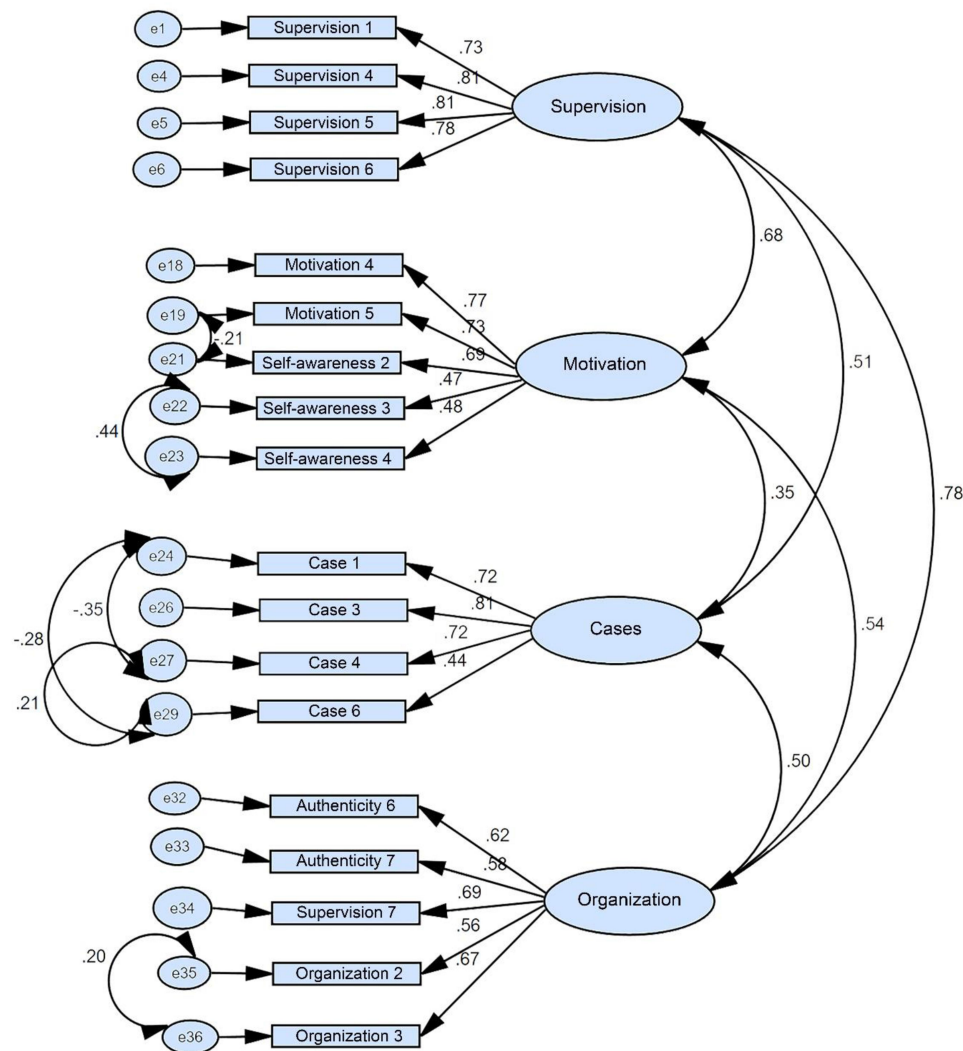 e1
Supervision 1
.73
e4
Supervision 4
.81
Supervision
e5
Supervision 5
.81
e6
Supervision 6
.78
.68
e18
Motivation 4
.77
e19
Motivation 5
.73
-.21
e21
Self-awareness 2
.69
Motivation
.51
e22
Self-awareness 3
.47
.44
e23
Self-awareness 4
.48
.35
.78
e24
Case 1
.72
-.35
e26
Case 3
.81
Cases
-.28
e27
Case 4
.72
.54
.21
e29
Case 6
.44
.50
e32
Authenticity 6
.62
e33
Authenticity 7
.58
e34
Supervision 7
.69
Organization
.20
e35
Organization 2
.56
e36
Organization 3
.67